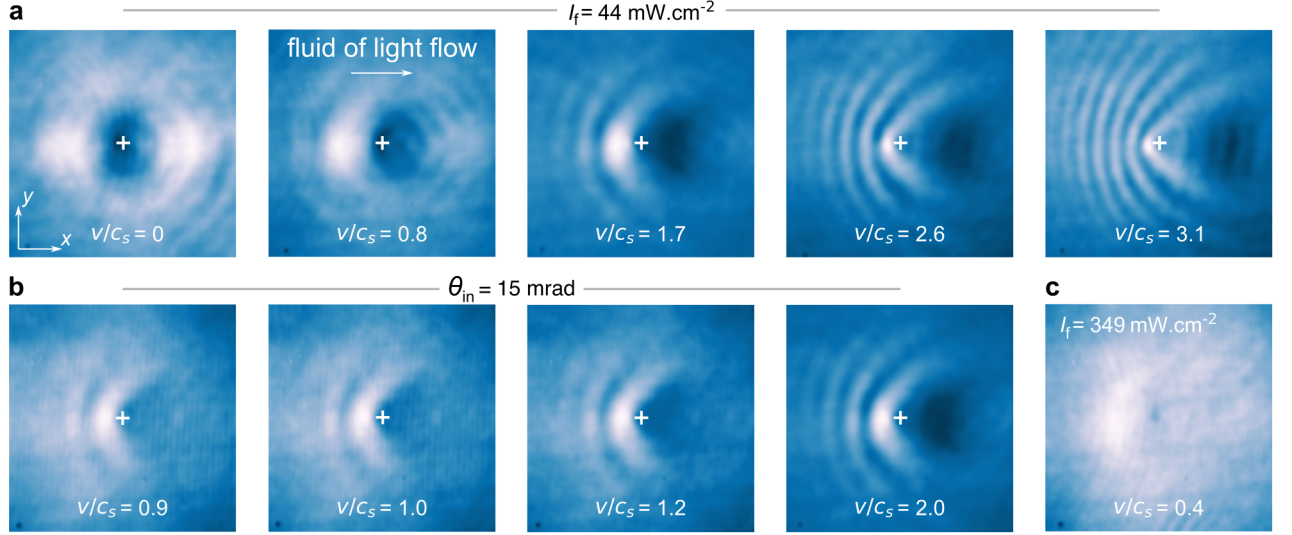 a
I_f = 44 mW.cm⁻²
fluid of light flow
y
x
v/c_s = 0
v/c_s = 0.8
v/c_s = 1.7
v/c_s = 2.6
v/c_s = 3.1
b
θ_in = 15 mrad
v/c_s = 0.9
v/c_s = 1.0
v/c_s = 1.2
v/c_s = 2.0
c
I_f = 349 mW.cm⁻²
v/c_s = 0.4